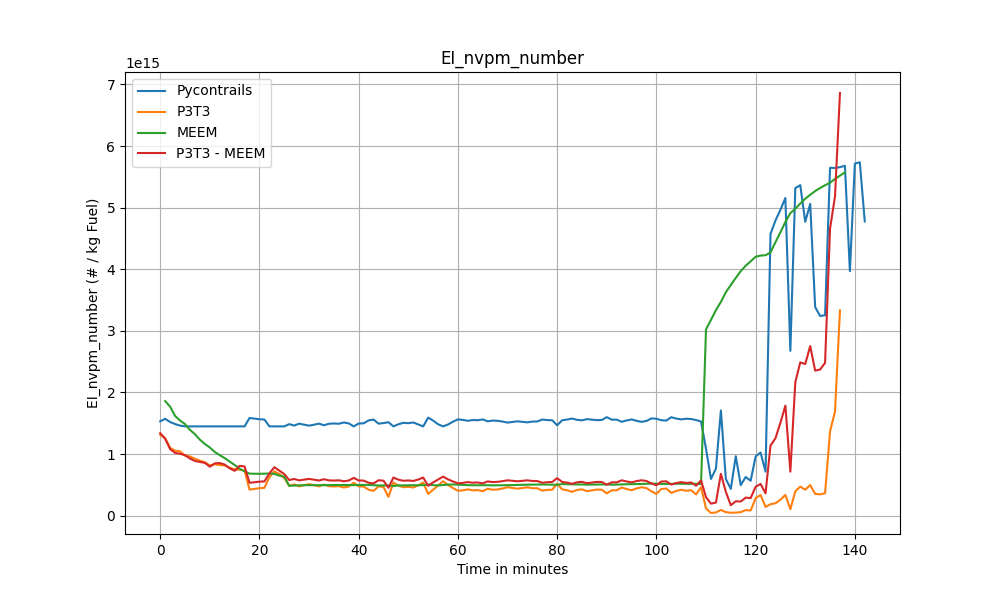 EI_nvpm_number
1e15
Pycontrails
P3T3
MEEM
P3T3 - MEEM
7
6
5
4
3
2
1
0
EI_nvpm_number (# / kg Fuel)
0 20 40 60 80 100 120 140
Time in minutes